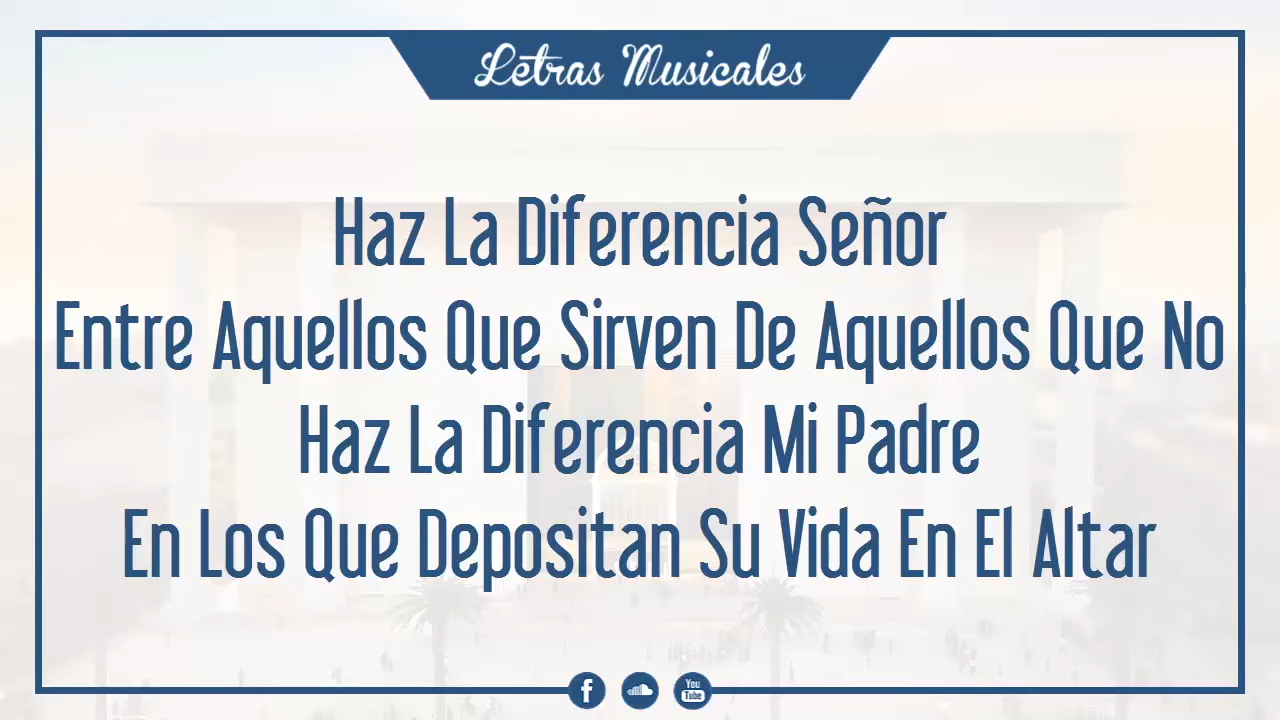 Letras Musicales
Haz La Diferencia Señor
Entre Aquellos Que Sirven De Aquellos Que No
Haz La Diferencia Mi Padre
En Los Que Depositan Su Vida En El Altar
f
You
Tube